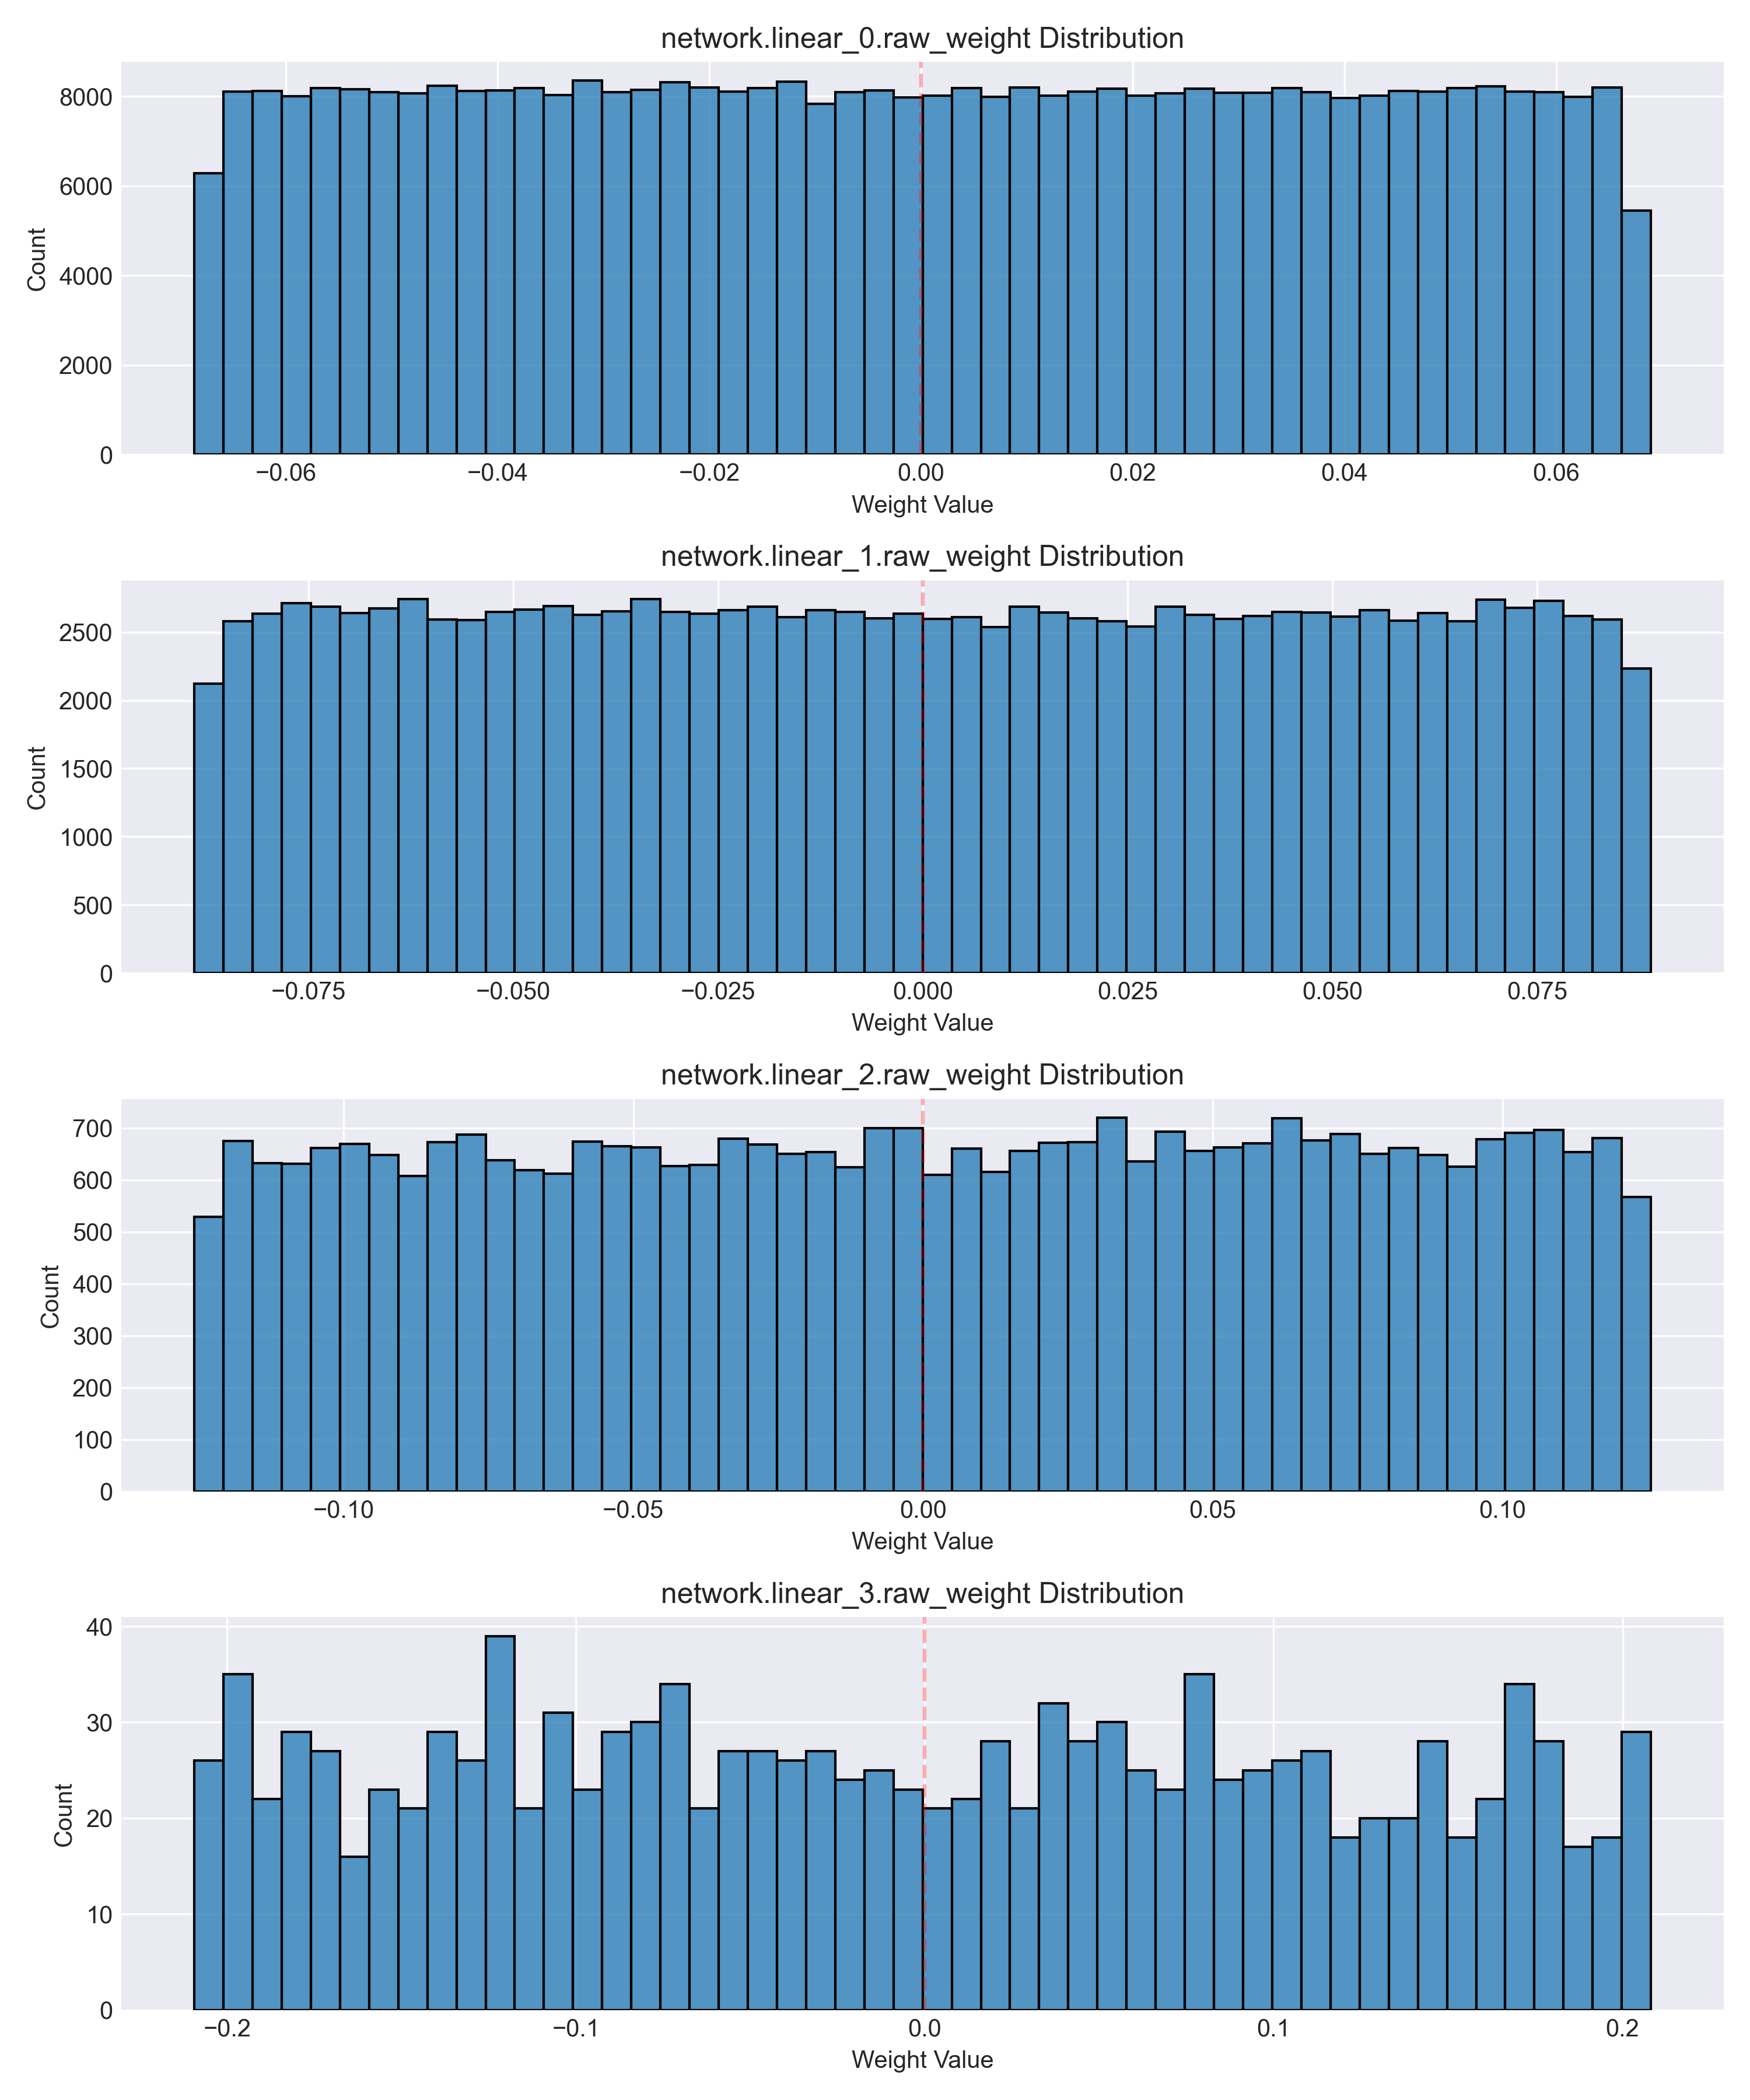 network.linear_0.raw_weight Distribution
8000
6000
4000
2000
0
Count
−0.06 −0.04 −0.02 0.00 0.02 0.04 0.06
Weight Value
network.linear_1.raw_weight Distribution
2500
2000
1500
1000
500
0
Count
−0.075 −0.050 −0.025 0.000 0.025 0.050 0.075
Weight Value
network.linear_2.raw_weight Distribution
700
600
500
400
300
200
100
0
Count
−0.10 −0.05 0.00 0.05 0.10
Weight Value
network.linear_3.raw_weight Distribution
40
30
20
10
0
Count
−0.2 −0.1 0.0 0.1 0.2
Weight Value